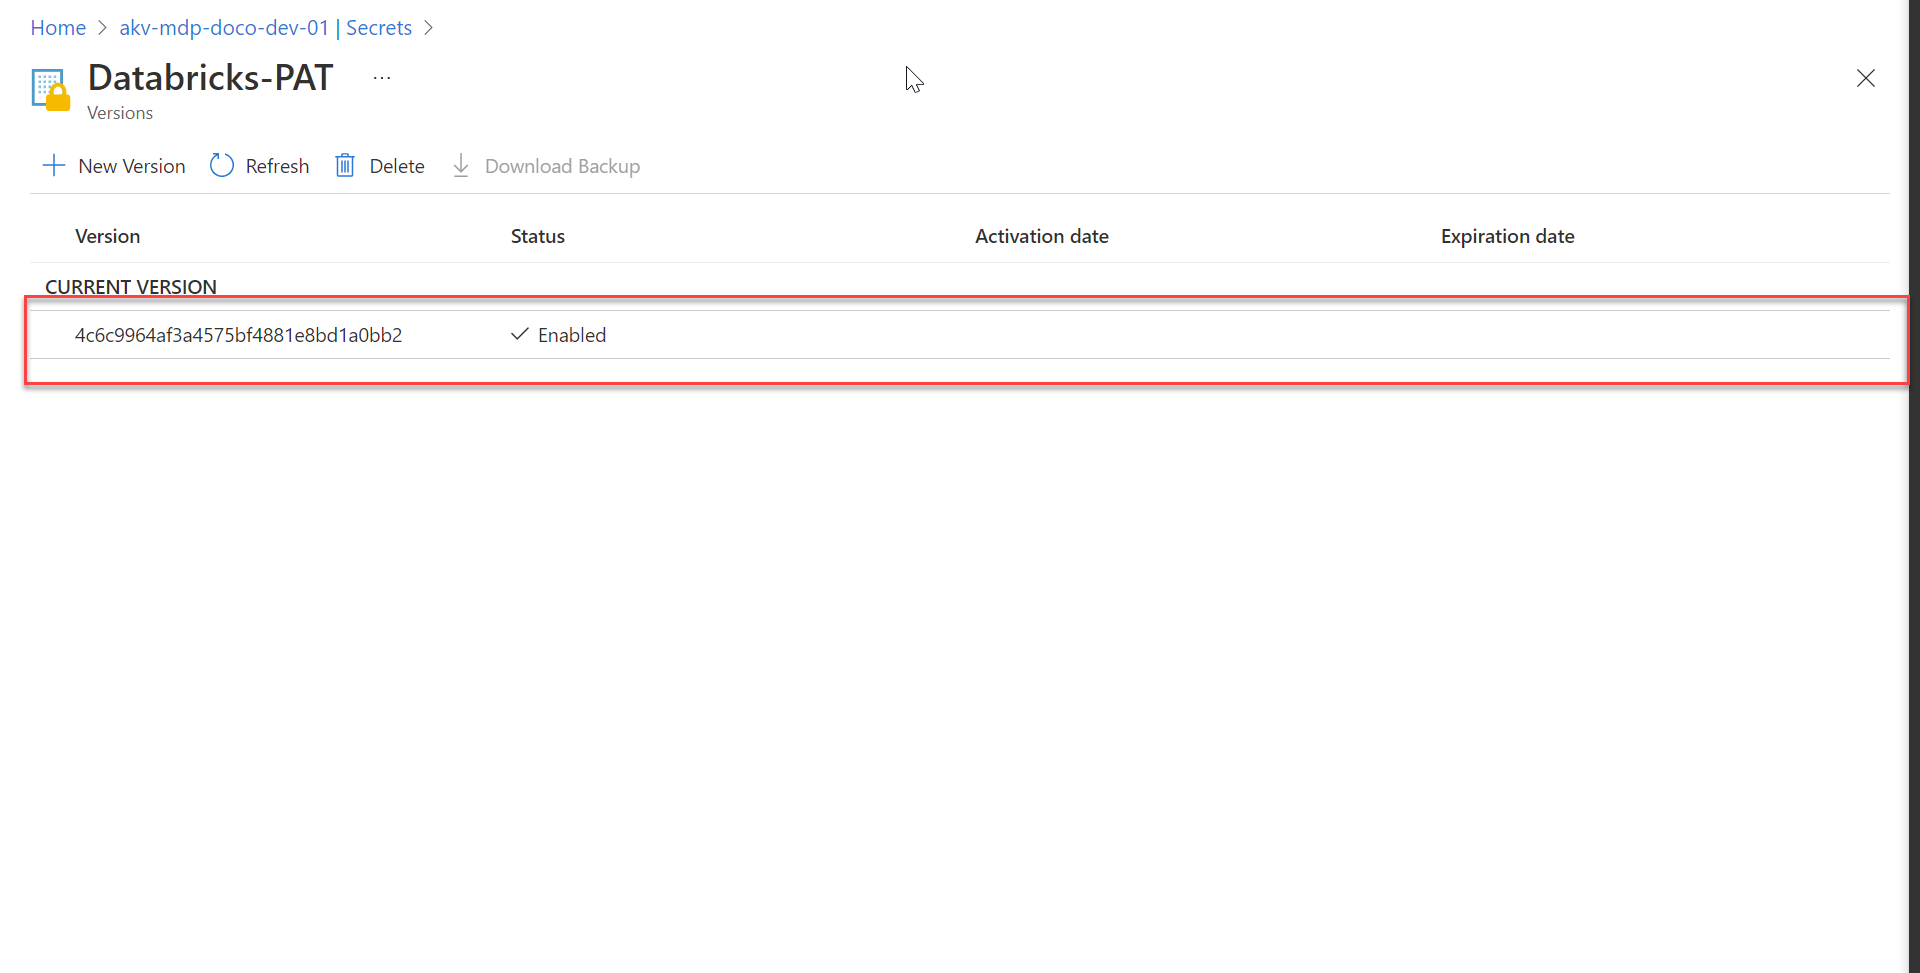 Home > akv-mdp-doco-dev-01 | Secrets >
Databricks-PAT ...
Versions
New Version Refresh Delete Download Backup
Version Status Activation date Expiration date
CURRENT VERSION
4c6c9964af3a4575bf4881e8bd1a0bb2 ✓ Enabled